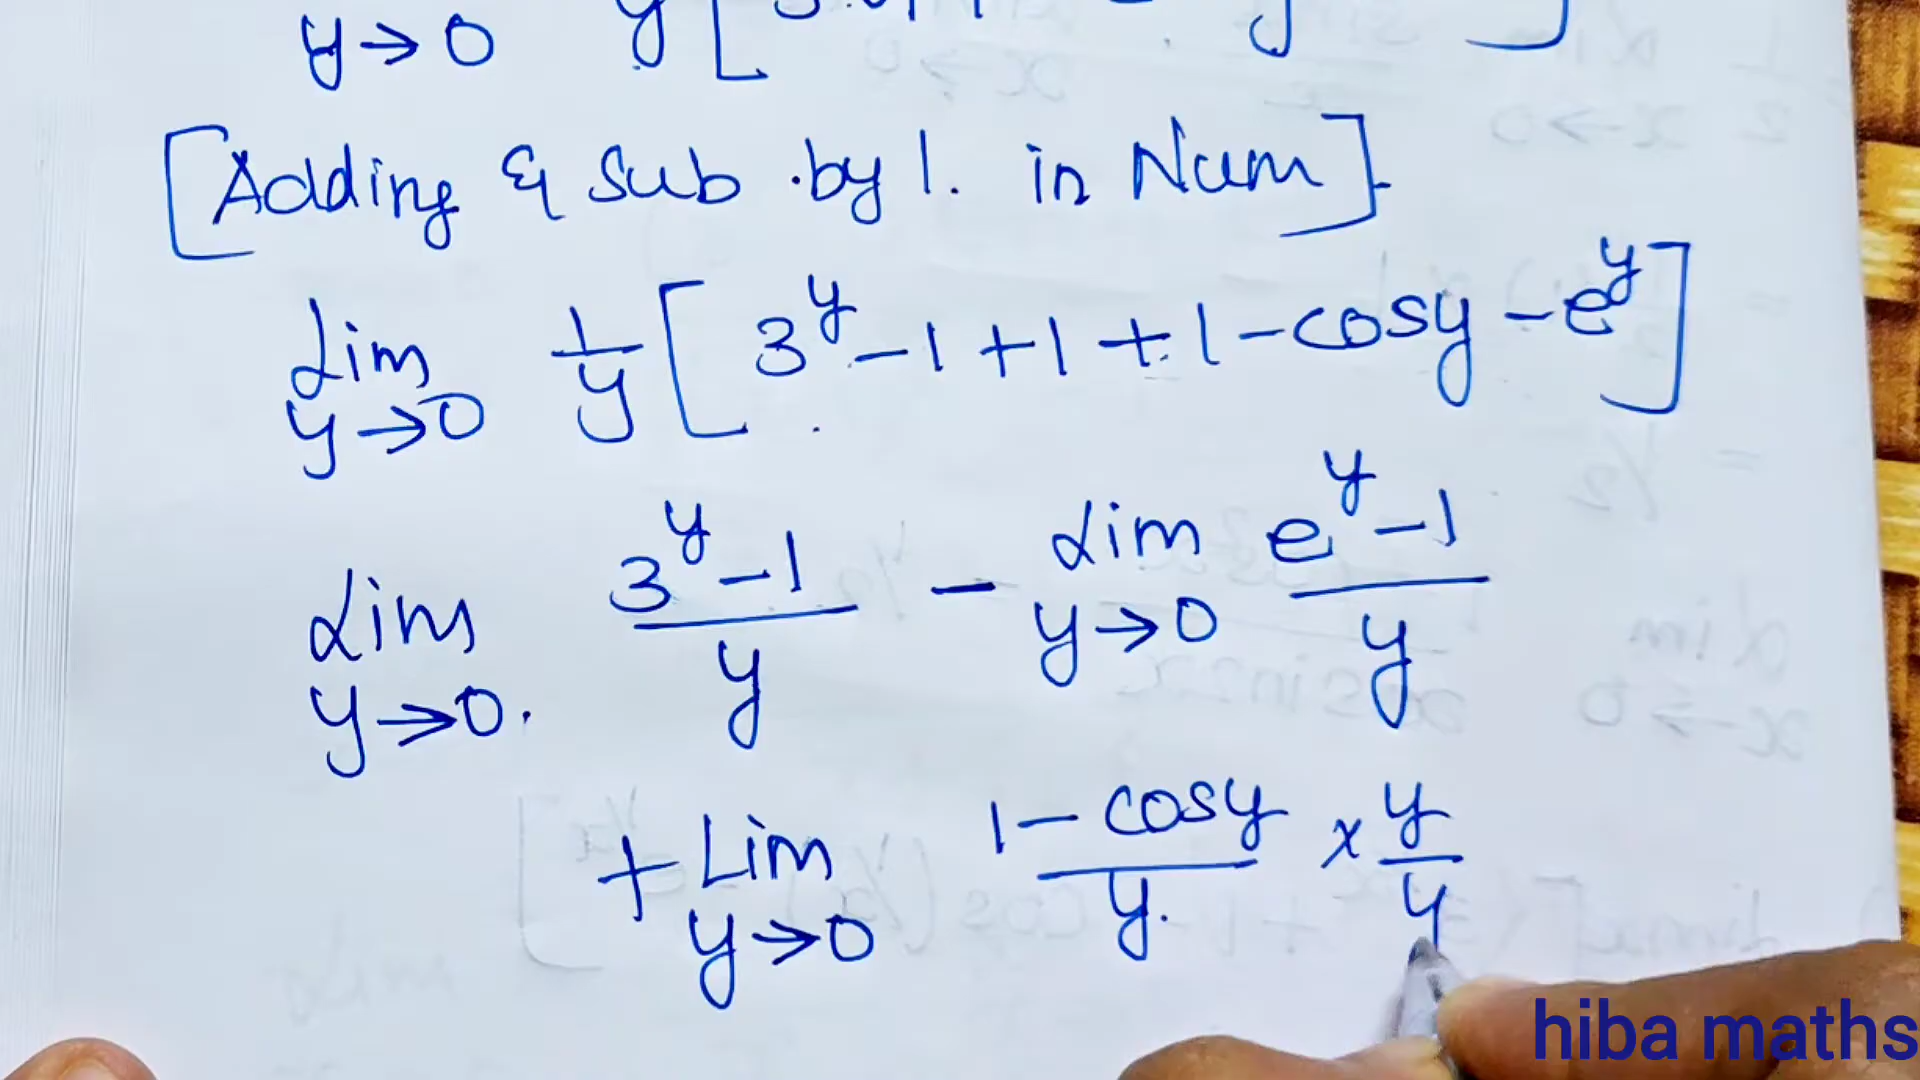 y→0 y[
[Adding & Sub .by 1. in Num]
Lim 1/y [3^y -1 +1 +1 -cosy - e^y]
y→0
Lim 3^y -1 / y - Lim e^y -1 / y
y→0. y→0
+ Lim 1 - cosy / y. × y/y
y→0
hiba maths